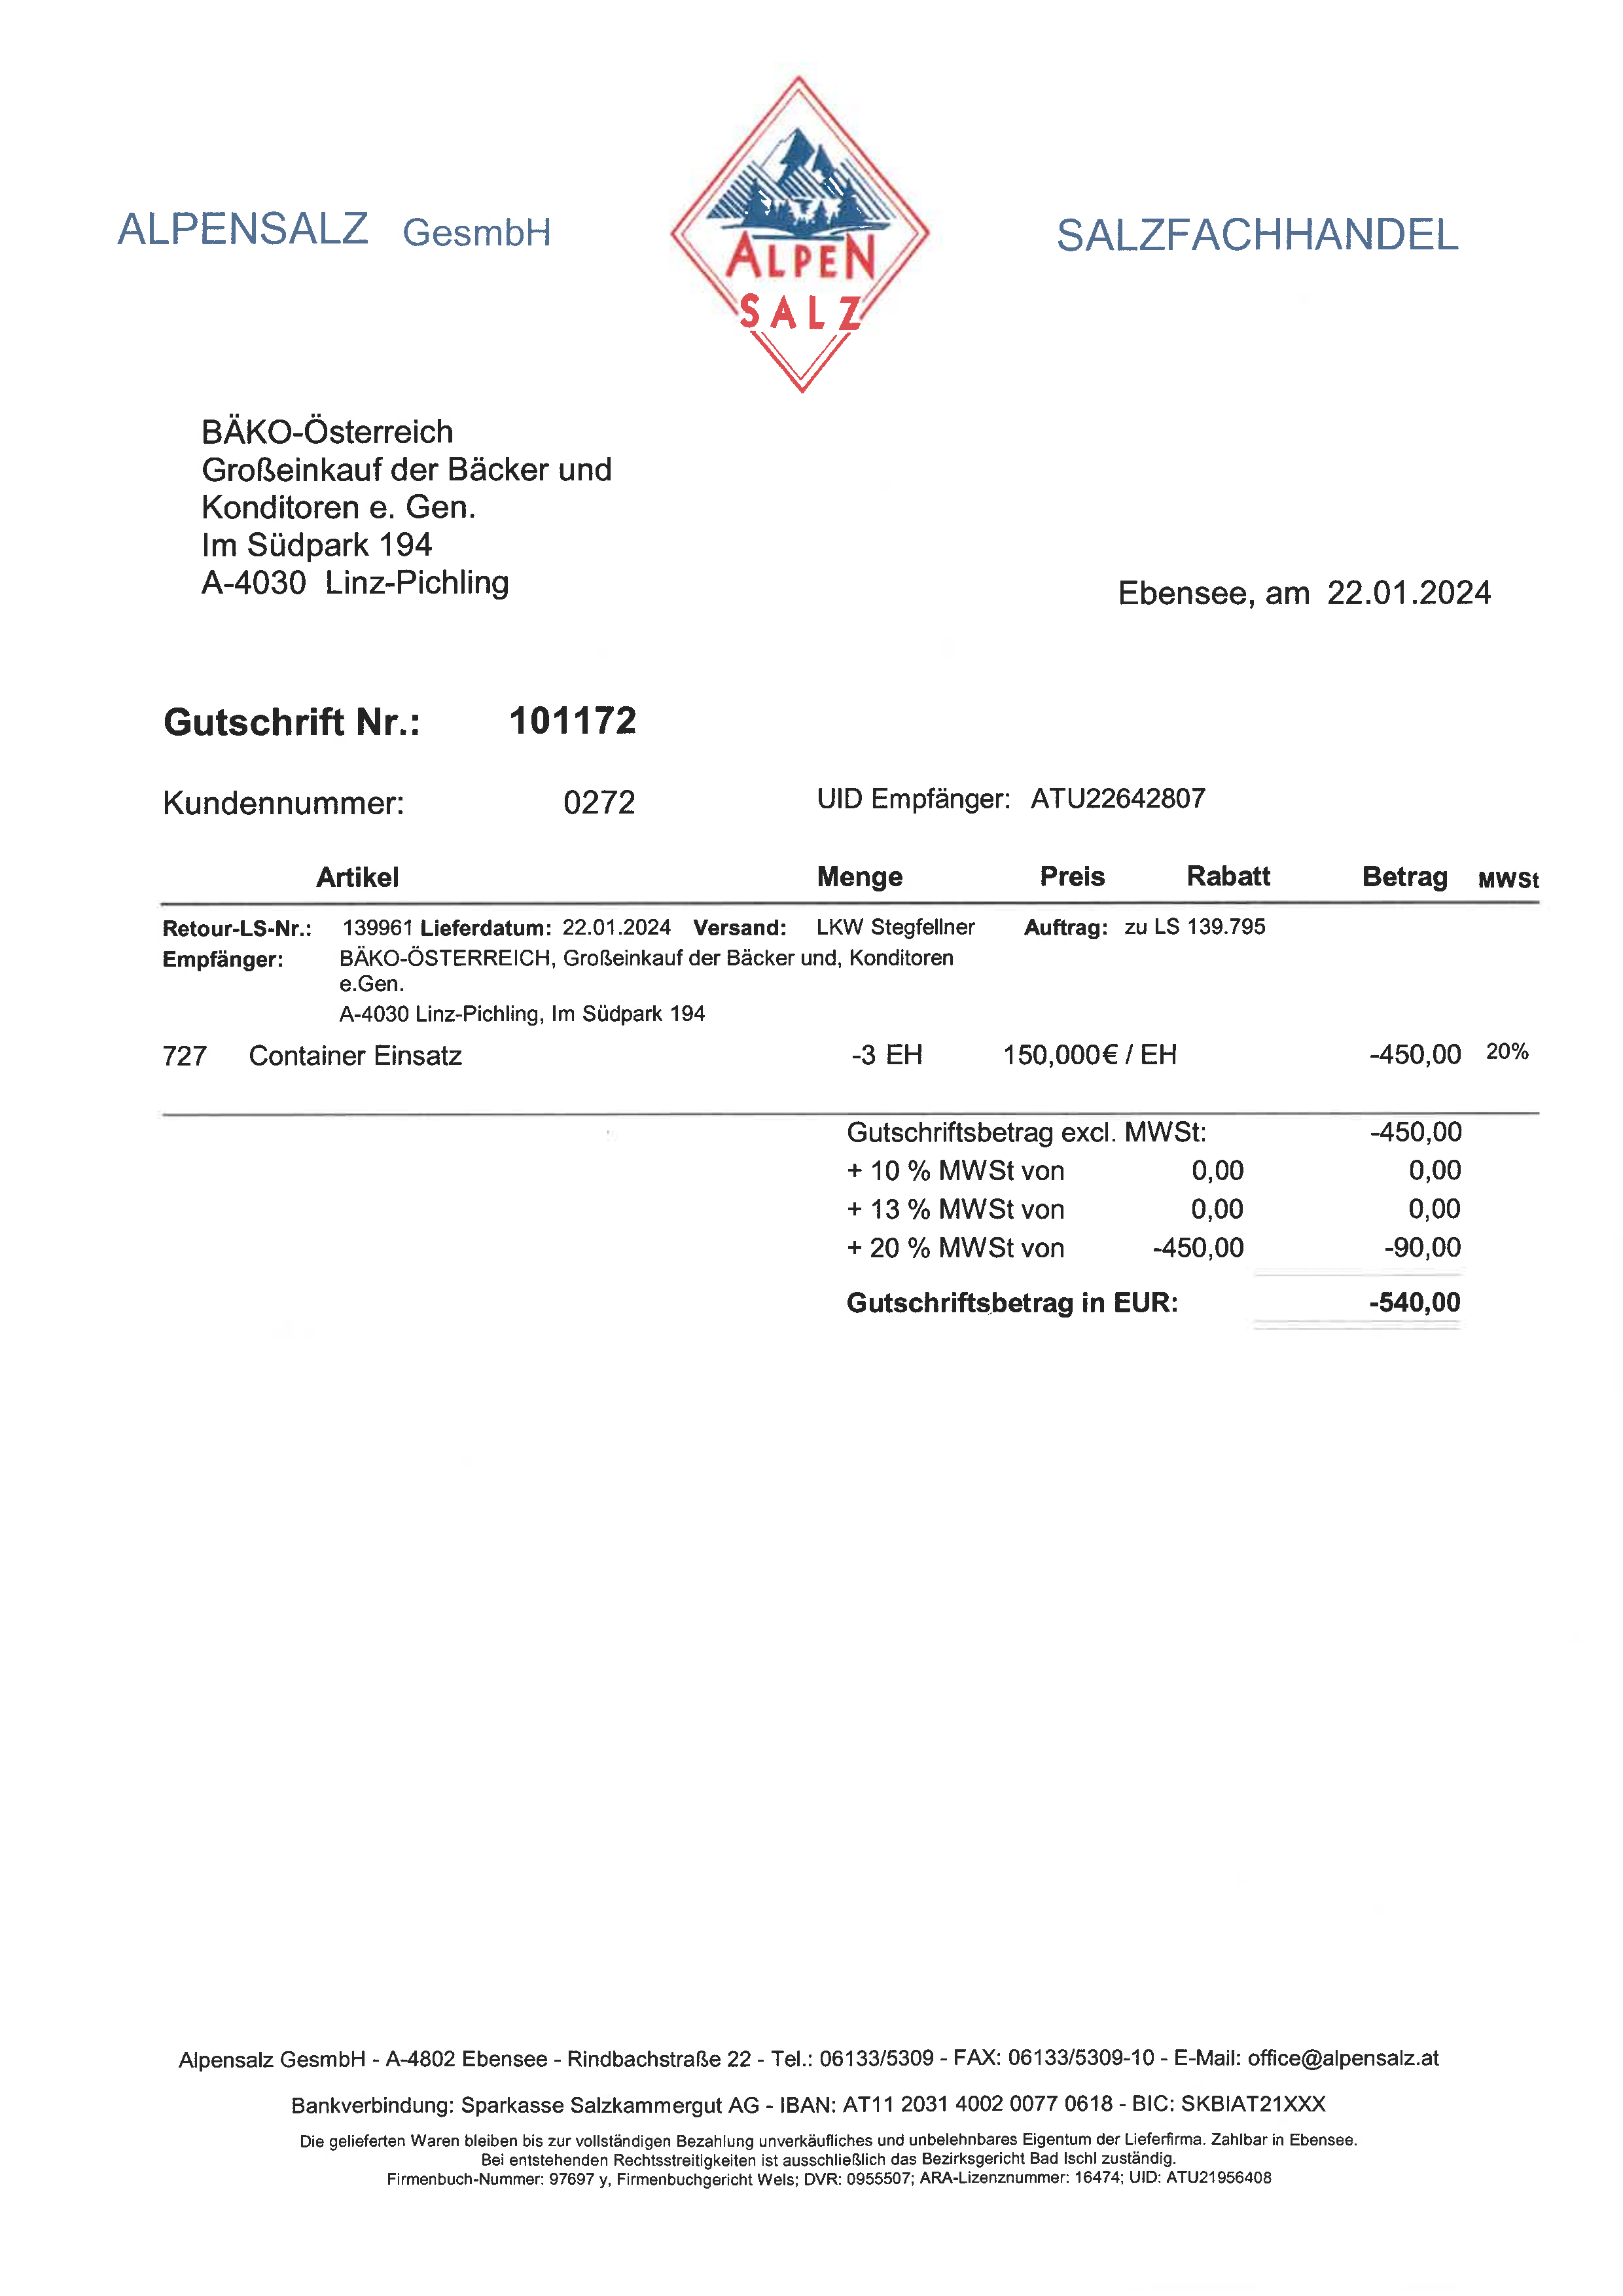 ALPENSALZ GesmbH
ALPEN
SALZ
SALZFACHHANDEL
BÄKO-Österreich
Großeinkauf der Bäcker und
Konditoren e. Gen.
Im Südpark 194
A-4030 Linz-Pichling
Ebensee, am 22.01.2024
Gutschrift Nr.: 101172
Kundennummer: 0272 UID Empfänger: ATU22642807
Artikel Menge Preis Rabatt Betrag MWSt
Retour-LS-Nr.: 139961 Lieferdatum: 22.01.2024 Versand: LKW Stegfellner Auftrag: zu LS 139.795
Empfänger: BÄKO-ÖSTERREICH, Großeinkauf der Bäcker und, Konditoren
e.Gen.
A-4030 Linz-Pichling, Im Südpark 194
727 Container Einsatz -3 EH 150,000€ / EH -450,00 20%
Gutschriftsbetrag excl. MWSt: -450,00
+ 10 % MWSt von 0,00 0,00
+ 13 % MWSt von 0,00 0,00
+ 20 % MWSt von -450,00 -90,00
Gutschriftsbetrag in EUR: -540,00
Alpensalz GesmbH - A-4802 Ebensee - Rindbachstraße 22 - Tel.: 06133/5309 - FAX: 06133/5309-10 - E-Mail: office@alpensalz.at
Bankverbindung: Sparkasse Salzkammergut AG - IBAN: AT11 2031 4002 0077 0618 - BIC: SKBIAT21XXX
Die gelieferten Waren bleiben bis zur vollständigen Bezahlung unverkäufliches und unbelehnbares Eigentum der Lieferfirma. Zahlbar in Ebensee.
Bei entstehenden Rechtsstreitigkeiten ist ausschließlich das Bezirksgericht Bad Ischl zuständig.
Firmenbuch-Nummer: 97697 y, Firmenbuchgericht Wels; DVR: 0955507; ARA-Lizenznummer: 16474; UID: ATU21956408